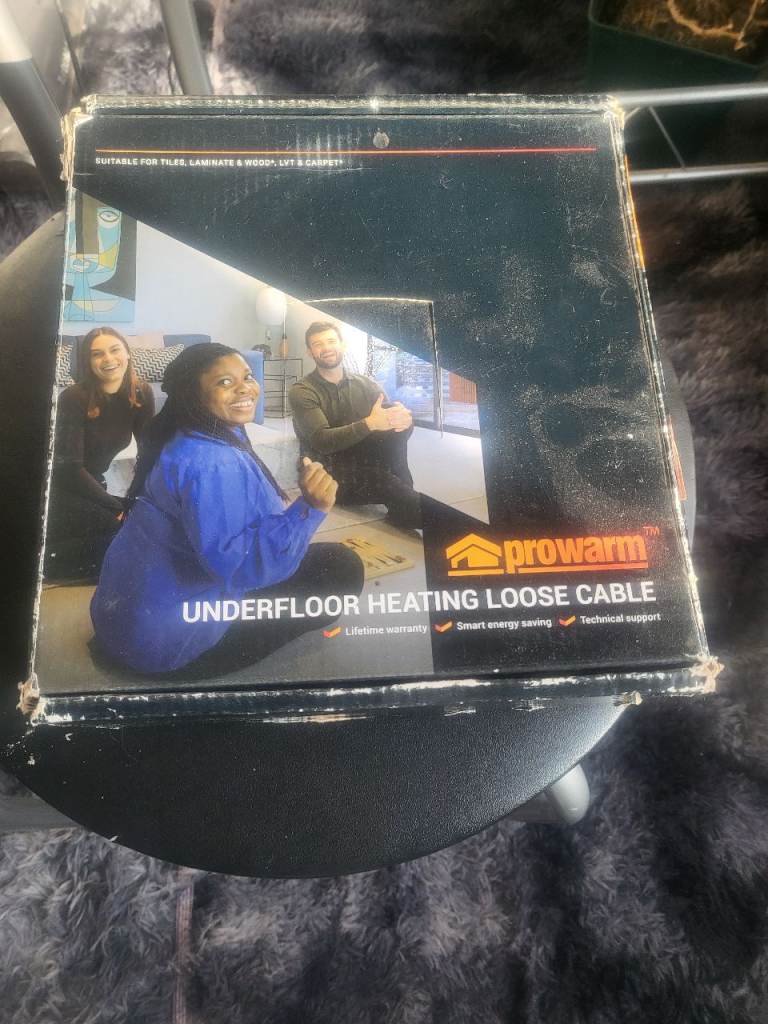 SUITABLE FOR TILES, LAMINATE & WOOD*, LVT & CARPET*
prowarm™
UNDERFLOOR HEATING LOOSE CABLE
Lifetime warranty Smart energy saving Technical support